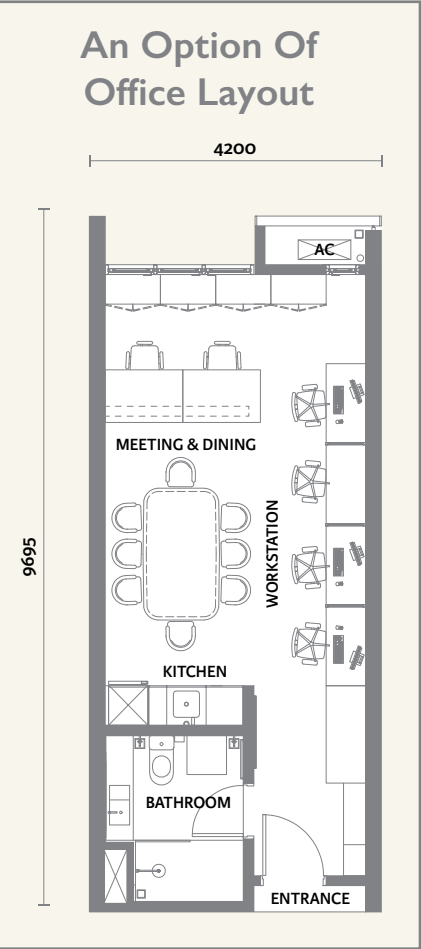 An Option Of
Office Layout
4200
AC
9695
MEETING & DINING
WORKSTATION
KITCHEN
BATHROOM
ENTRANCE